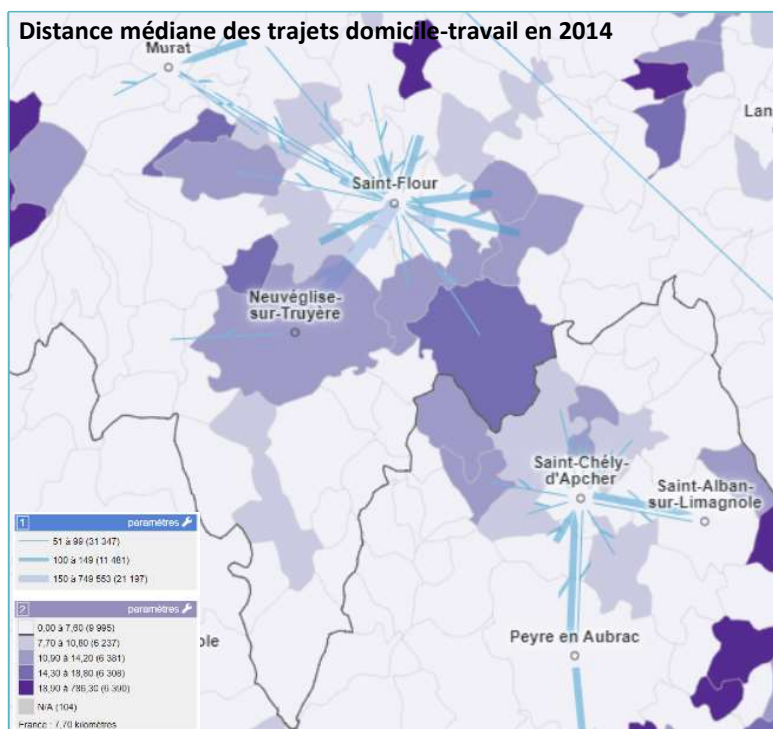 Distance médiane des trajets domicile-travail en 2014
Murat
Lan
Saint-Flour
Neuvéglise-
sur-Truyère
Saint-Chély-
d'Apcher
Saint-Alban-
sur-Limagnole
Peyre en Aubrac
ole
1 paramètres
51 à 99 (31 347)
100 à 149 (11 461)
150 à 749 553 (21 197)
2 paramètres
0,00 à 7,60 (9 995)
7,70 à 10,80 (6 237)
10,90 à 14,20 (6 381)
14,30 à 18,80 (6 308)
18,90 à 786,30 (6 390)
N/A (104)
France : 7,70 kilomètres